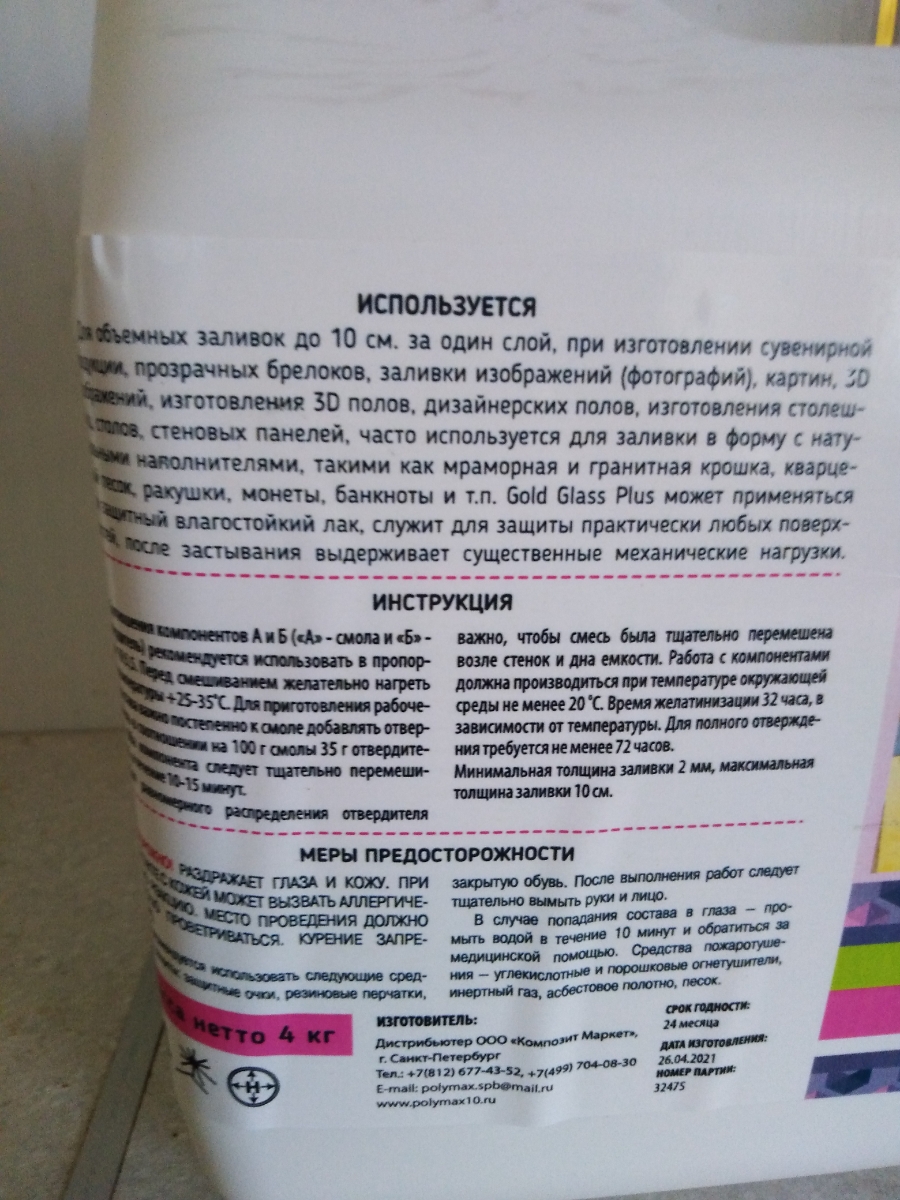 ИСПОЛЬЗУЕТСЯ
объемных заливок до 10 см. за один слой, при изготовлении сувенирной
прозрачных брелоков, заливки изображений (фотографий), картин, 3D
изготовления 3D полов, дизайнерских полов, изготовления столеш-
столов, стеновых панелей, часто используется для заливки в форму с нату-
наполнителями, такими как мраморная и гранитная крошка, кварце-
песок, ракушки, монеты, банкноты и т.п. Gold Glass Plus может применяться
защитный влагостойкий лак, служит для защиты практически любых поверх-
после застывания выдерживает существенные механические нагрузки.
ИНСТРУКЦИЯ
компонентов А и Б («А» - смола и «Б» -
рекомендуется использовать в пропор-
Перед смешиванием желательно нагреть
+25–35°С. Для приготовления рабоче-
важно постепенно к смоле добавлять отвер-
соотношении на 100 г смолы 35 г отвердите-
компонента следует тщательно перемеши-
10–15 минут.
равномерного распределения отвердителя
важно, чтобы смесь была тщательно перемешена
возле стенок и дна емкости. Работа с компонентами
должна производиться при температуре окружающей
среды не менее 20 °С. Время желатинизации 32 часа, в
зависимости от температуры. Для полного отвержде-
ния требуется не менее 72 часов.
Минимальная толщина заливки 2 мм, максимальная
толщина заливки 10 см.
МЕРЫ ПРЕДОСТОРОЖНОСТИ
РАЗДРАЖАЕТ ГЛАЗА И КОЖУ. ПРИ
С КОЖЕЙ МОЖЕТ ВЫЗВАТЬ АЛЛЕРГИЧЕ-
МЕСТО ПРОВЕДЕНИЯ ДОЛЖНО
ПРОВЕТРИВАТЬСЯ. КУРЕНИЕ ЗАПРЕ-
использовать следующие сред-
защитные очки, резиновые перчатки,
закрытую обувь. После выполнения работ следует
тщательно вымыть руки и лицо.
В случае попадания состава в глаза – про-
мыть водой в течение 10 минут и обратиться за
медицинской помощью. Средства пожаротуше-
ния – углекислотные и порошковые огнетушители,
инертный газ, асбестовое полотно, песок.
нетто 4 кг
Н
ИЗГОТОВИТЕЛЬ:
Дистрибьютер ООО «Композит Маркет»,
г. Санкт-Петербург
Тел.: +7(812) 677-43-52, +7(499) 704-08-30
E-mail: polymax.spb@mail.ru
www.polymax10.ru
СРОК ГОДНОСТИ:
24 месяца
ДАТА ИЗГОТОВЛЕНИЯ:
26.04.2021
НОМЕР ПАРТИИ:
32475